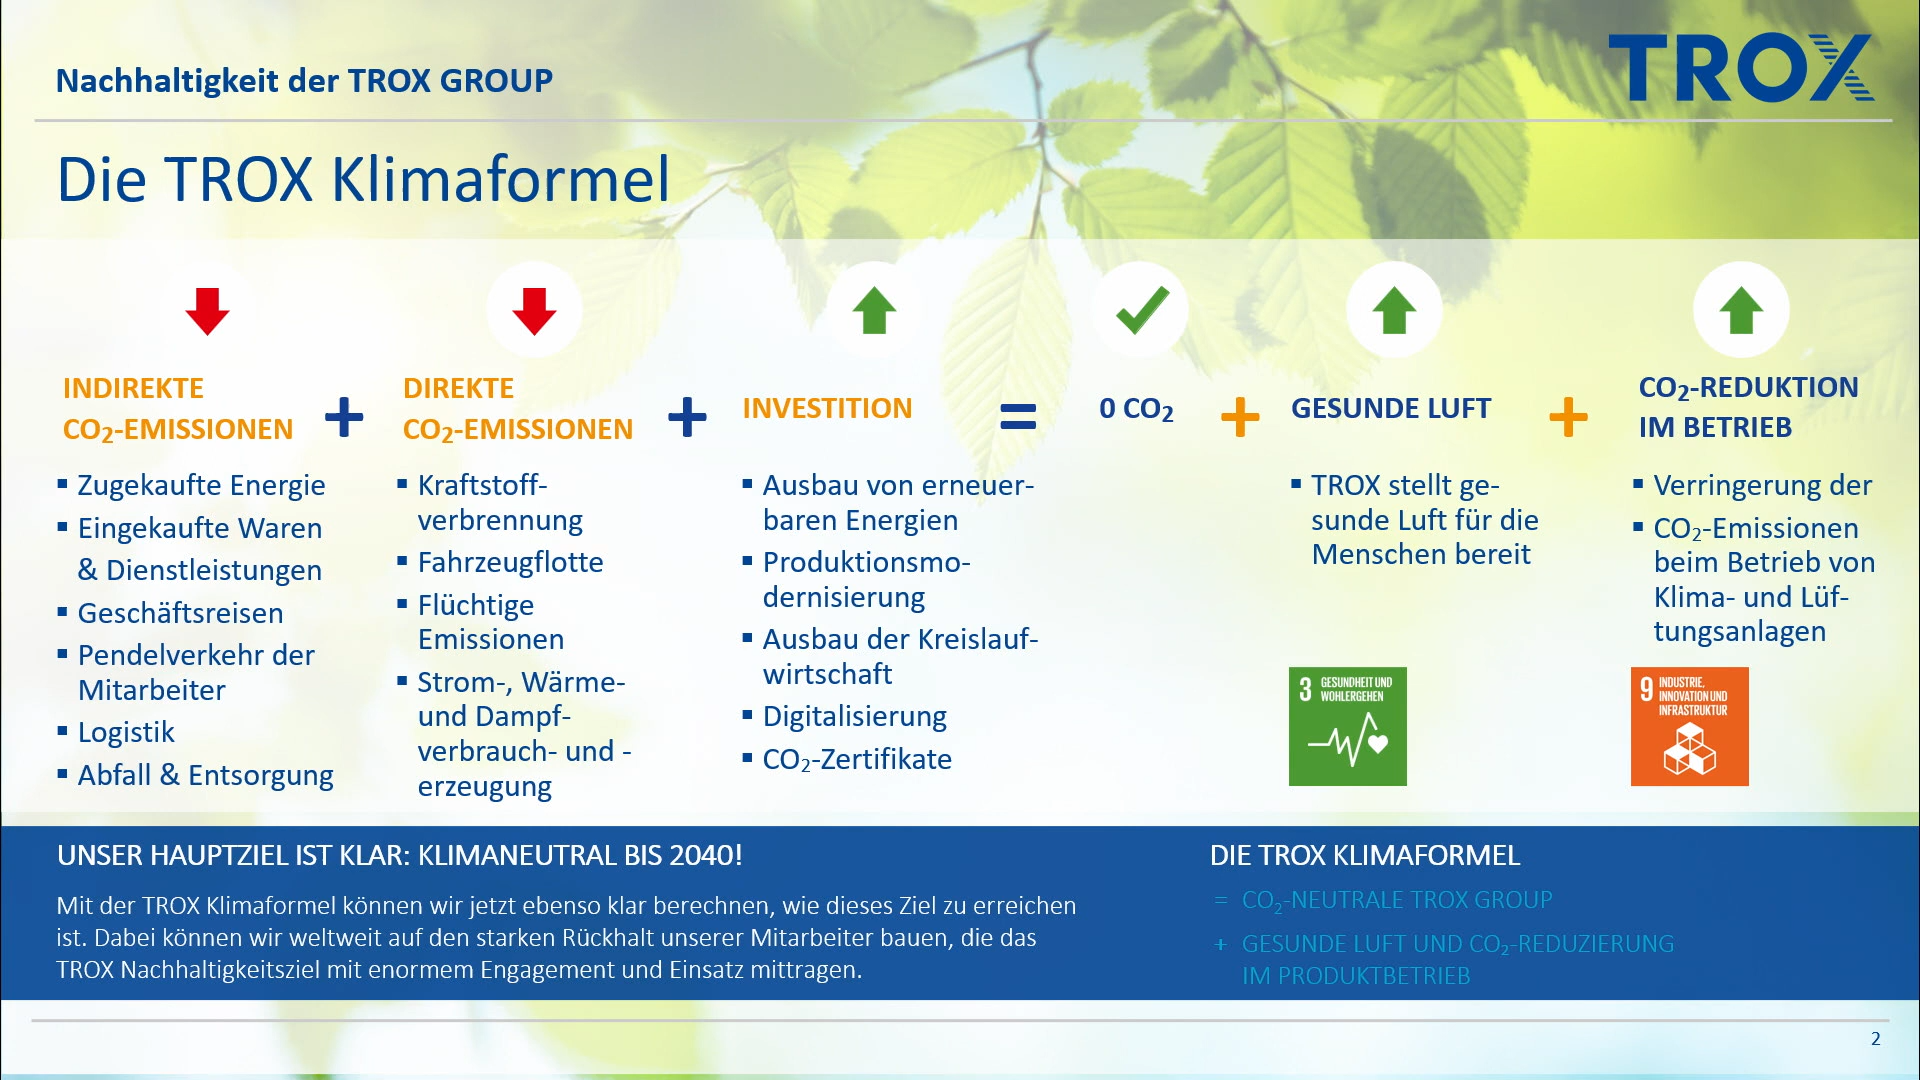 Nachhaltigkeit der TROX GROUP
TROX
Die TROX Klimaformel
INDIREKTE
CO₂-EMISSIONEN
+
DIREKTE
CO₂-EMISSIONEN
+
INVESTITION
=
0 CO₂
+
GESUNDE LUFT
+
CO₂-REDUKTION
IM BETRIEB
▪ Zugekaufte Energie
▪ Eingekaufte Waren
& Dienstleistungen
▪ Geschäftsreisen
▪ Pendelverkehr der
Mitarbeiter
▪ Logistik
▪ Abfall & Entsorgung
▪ Kraftstoff-
verbrennung
▪ Fahrzeugflotte
▪ Flüchtige
Emissionen
▪ Strom-, Wärme-
und Dampf-
verbrauch- und -
erzeugung
▪ Ausbau von erneuer-
baren Energien
▪ Produktionsmo-
dernisierung
▪ Ausbau der Kreislauf-
wirtschaft
▪ Digitalisierung
▪ CO₂-Zertifikate
▪ TROX stellt ge-
sunde Luft für die
Menschen bereit
3 GESUNDHEIT UND
WOHLERGEHEN
▪ Verringerung der
▪ CO₂-Emissionen
beim Betrieb von
Klima- und Lüf-
tungsanlagen
9 INDUSTRIE,
INNOVATION UND
INFRASTRUKTUR
UNSER HAUPTZIEL IST KLAR: KLIMANEUTRAL BIS 2040!
Mit der TROX Klimaformel können wir jetzt ebenso klar berechnen, wie dieses Ziel zu erreichen
ist. Dabei können wir weltweit auf den starken Rückhalt unserer Mitarbeiter bauen, die das
TROX Nachhaltigkeitsziel mit enormem Engagement und Einsatz mittragen.
DIE TROX KLIMAFORMEL
= CO₂-NEUTRALE TROX GROUP
+ GESUNDE LUFT UND CO₂-REDUZIERUNG
IM PRODUKTBETRIEB
2